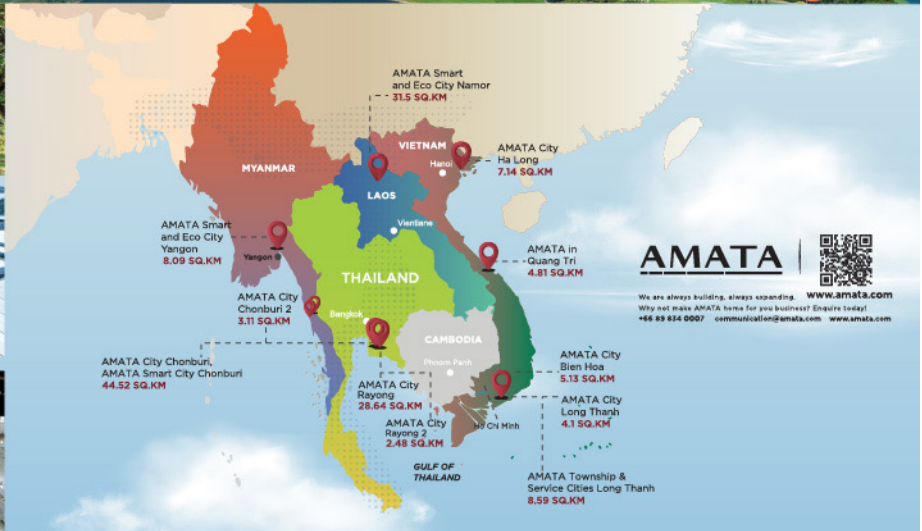 AMATA Smart
and Eco City Namor
31.5 SQ.KM
VIETNAM
Hanoi
AMATA City
Ha Long
7.14 SQ.KM
MYANMAR
LAOS
Vientiane
AMATA Smart
and Eco City
Yangon
8.09 SQ.KM
Yangon
AMATA in
Quang Tri
4.81 SQ.KM
THAILAND
AMATA City
Chonburi 2
3.11 SQ.KM
Bangkok
CAMBODIA
Phnom Penh
AMATA City Chonburi,
AMATA Smart City Chonburi
44.52 SQ.KM
AMATA City
Rayong
28.64 SQ.KM
AMATA City
Rayong 2
2.48 SQ.KM
Ho Chi Minh
AMATA City
Bien Hoa
5.13 SQ.KM
AMATA City
Long Thanh
4.1 SQ.KM
GULF OF
THAILAND
AMATA Township &
Service Cities Long Thanh
8.59 SQ.KM
AMATA
www.amata.com
We are always building, always expanding.
Why not make AMATA home for you business? Enquire today!
+66 89 634 0007 communication@amata.com www.amata.com